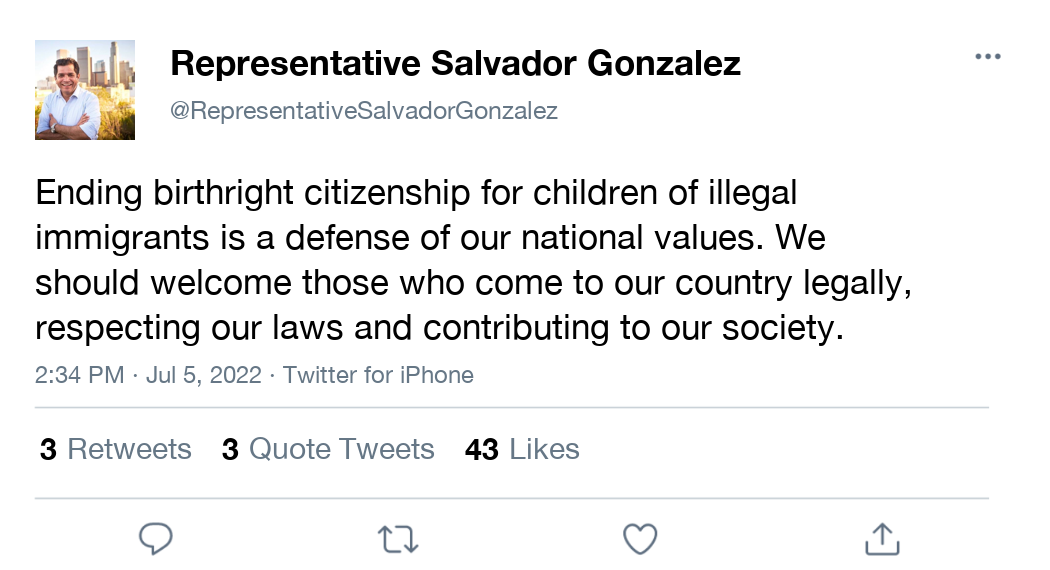 Representative Salvador Gonzalez
@RepresentativeSalvadorGonzalez
Ending birthright citizenship for children of illegal
immigrants is a defense of our national values. We
should welcome those who come to our country legally,
respecting our laws and contributing to our society.
2:34 PM · Jul 5, 2022 · Twitter for iPhone
3 Retweets 3 Quote Tweets 43 Likes